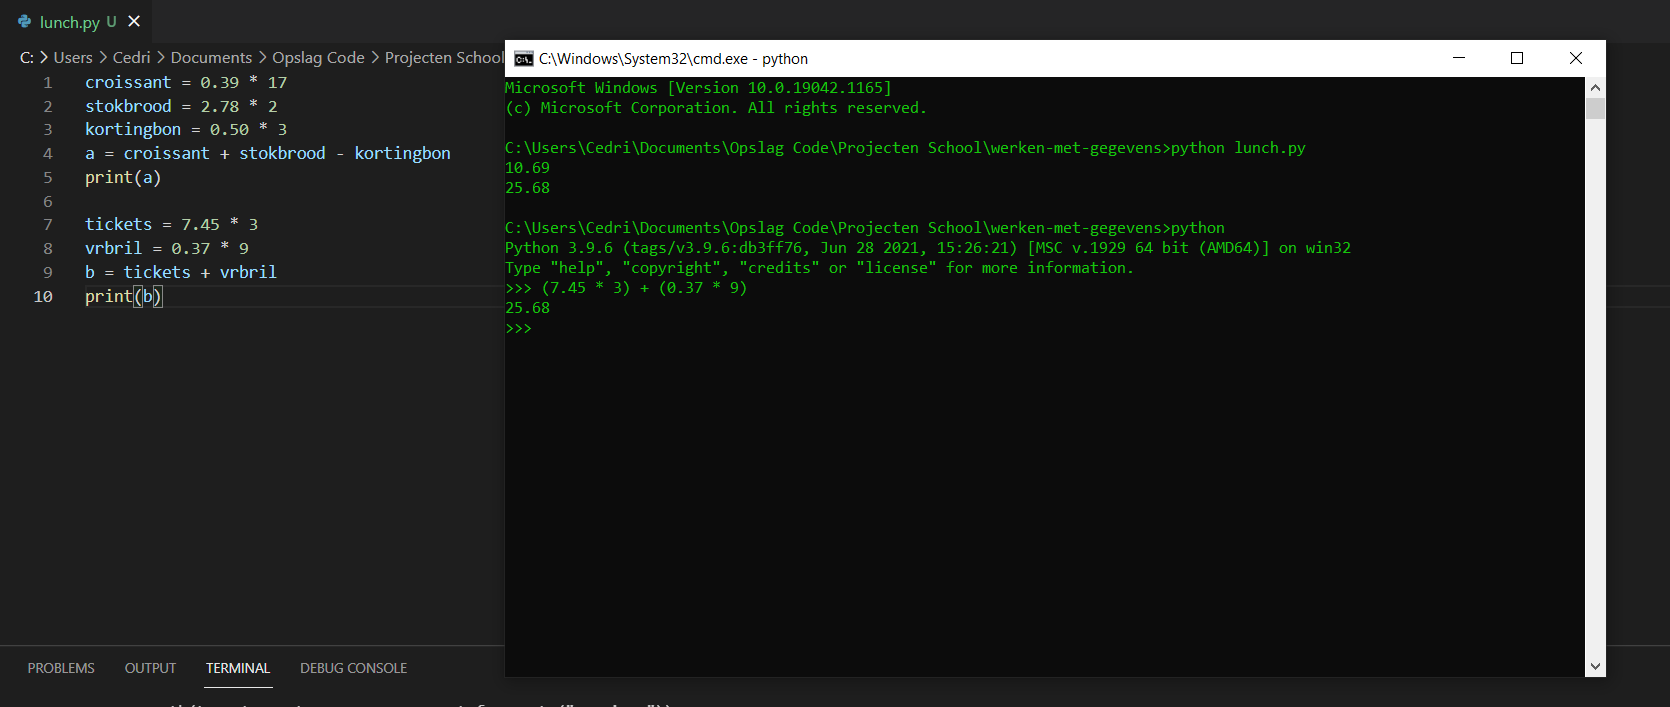 lunch.py U
C: > Users > Cedri > Documents > Opslag Code > Projecten School
1 croissant = 0.39 * 17
2 stokbrood = 2.78 * 2
3 kortingbon = 0.50 * 3
4 a = croissant + stokbrood - kortingbon
5 print(a)
6
7 tickets = 7.45 * 3
8 vrbril = 0.37 * 9
9 b = tickets + vrbril
10 print(b)
C:\Windows\System32\cmd.exe - python
Microsoft Windows [Version 10.0.19042.1165]
(c) Microsoft Corporation. All rights reserved.
C:\Users\Cedri\Documents\Opslag Code\Projecten School\werken-met-gegevens>python lunch.py
10.69
25.68
C:\Users\Cedri\Documents\Opslag Code\Projecten School\werken-met-gegevens>python
Python 3.9.6 (tags/v3.9.6:db3ff76, Jun 28 2021, 15:26:21) [MSC v.1929 64 bit (AMD64)] on win32
Type "help", "copyright", "credits" or "license" for more information.
>>> (7.45 * 3) + (0.37 * 9)
25.68
>>>
PROBLEMS OUTPUT TERMINAL DEBUG CONSOLE